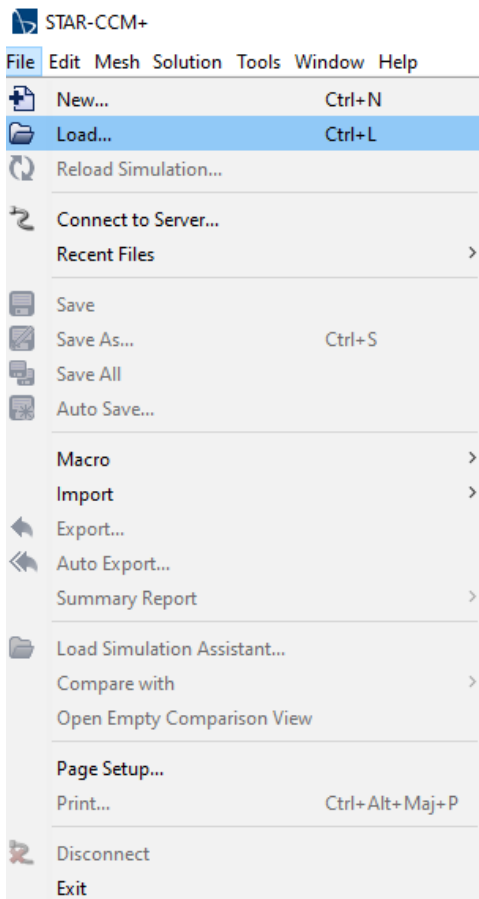 STAR-CCM+
File Edit Mesh Solution Tools Window Help
New... Ctrl+N
Load... Ctrl+L
Reload Simulation...
Connect to Server...
Recent Files
Save
Save As... Ctrl+S
Save All
Auto Save...
Macro
Import
Export...
Auto Export...
Summary Report
Load Simulation Assistant...
Compare with
Open Empty Comparison View
Page Setup...
Print... Ctrl+Alt+Maj+P
Disconnect
Exit